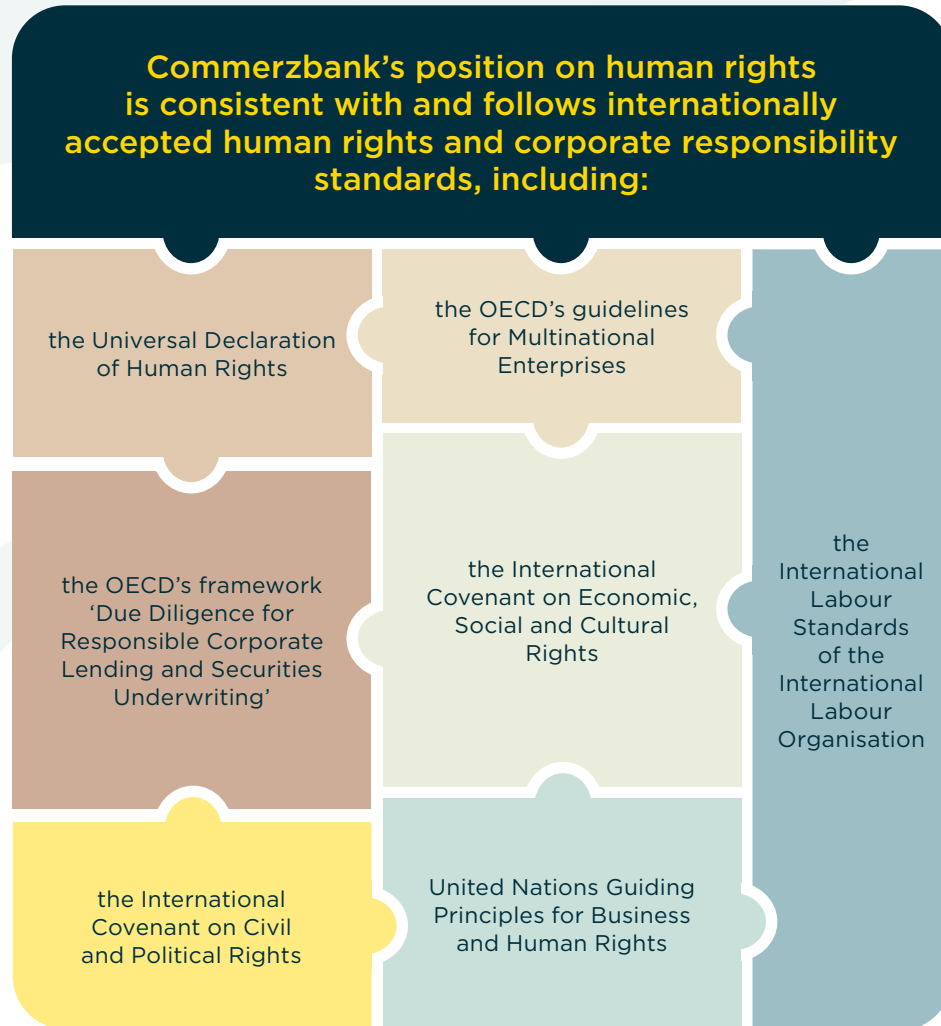 Commerzbank’s position on human rights
is consistent with and follows internationally
accepted human rights and corporate responsibility
standards, including:
the Universal Declaration
of Human Rights
the OECD’s guidelines
for Multinational
Enterprises
the OECD’s framework
‘Due Diligence for
Responsible Corporate
Lending and Securities
Underwriting’
the International
Covenant on Economic,
Social and Cultural
Rights
the
International
Labour
Standards
of the
International
Labour
Organisation
the International
Covenant on Civil
and Political Rights
United Nations Guiding
Principles for Business
and Human Rights